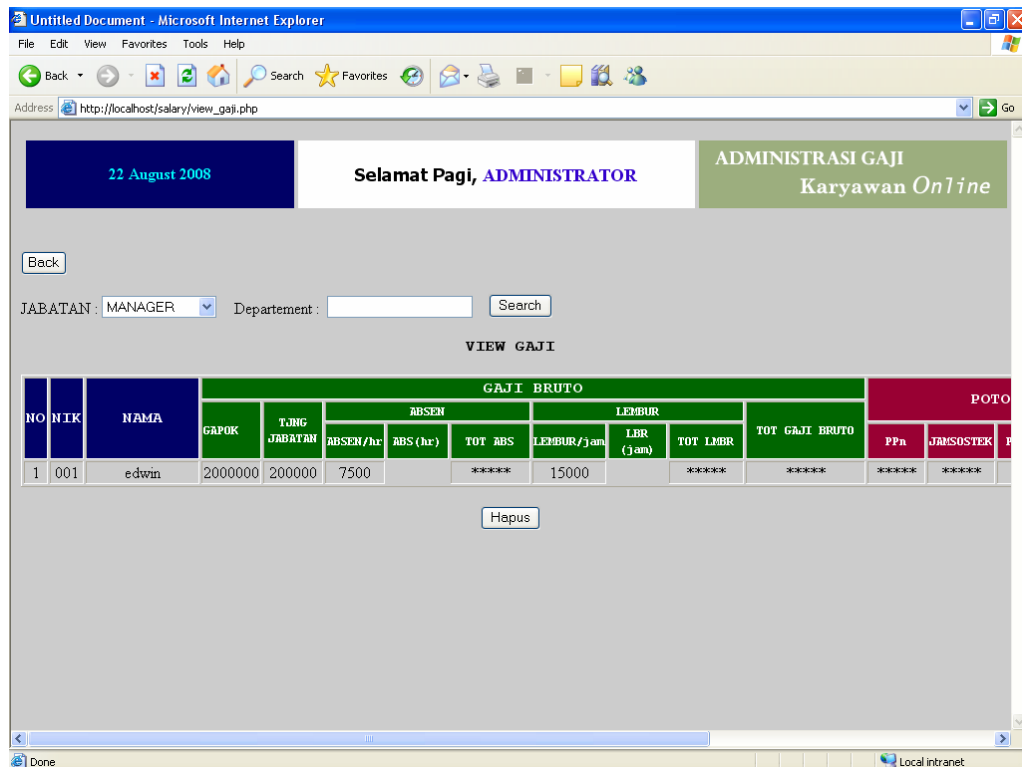 Untitled Document - Microsoft Internet Explorer
File Edit View Favorites Tools Help
Back Search Favorites
Address http://localhost/salary/view_gaji.php Go
22 August 2008
Selamat Pagi, ADMINISTRATOR
ADMINISTRASI GAJI
Karyawan Online
Back
JABATAN : MANAGER Departement : Search
VIEW GAJI
NO NIK NAMA GAJI BRUTO POTO
GAPOK TJNG JABATAN ABSEN LEMBUR TOT GAJI BRUTO
ABSEN/hr ABS(hr) TOT ABS LEMBUR/jam LBR (jam) TOT LMBR PPn JAMSOSTEK
1 001 edwin 2000000 200000 7500 ***** 15000 ***** ***** ***** *****
Hapus
Done Local intranet